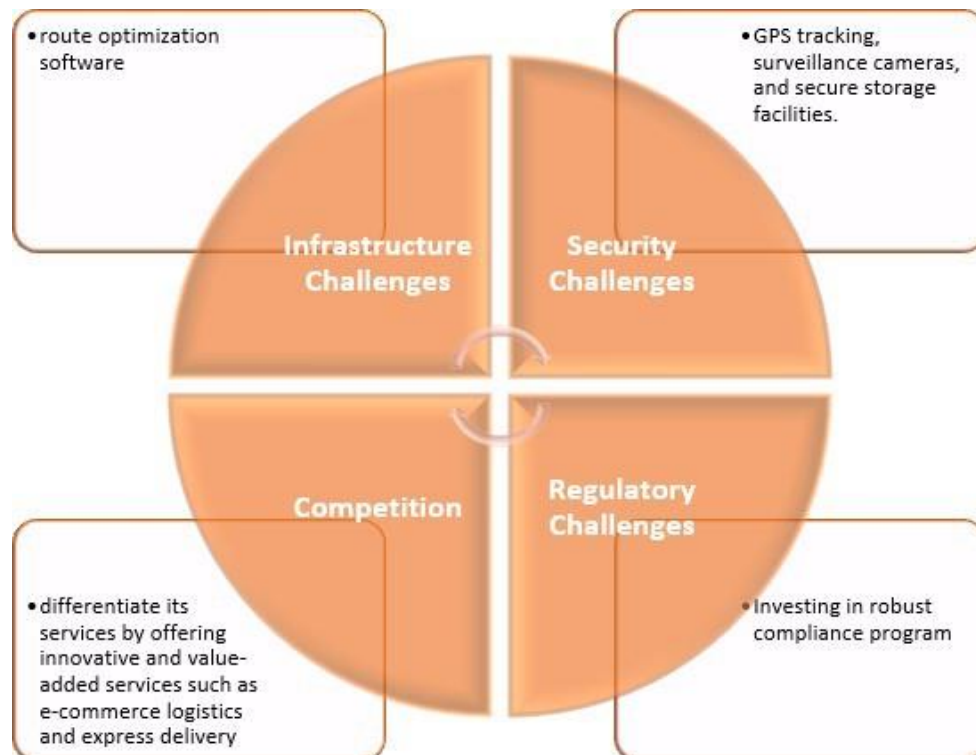 •route optimization
software
•GPS tracking,
surveillance cameras,
and secure storage
facilities.
Infrastructure
Challenges
Security
Challenges
Competition
Regulatory
Challenges
•differentiate its
services by offering
innovative and value-
added services such as
e-commerce logistics
and express delivery
•Investing in robust
compliance program